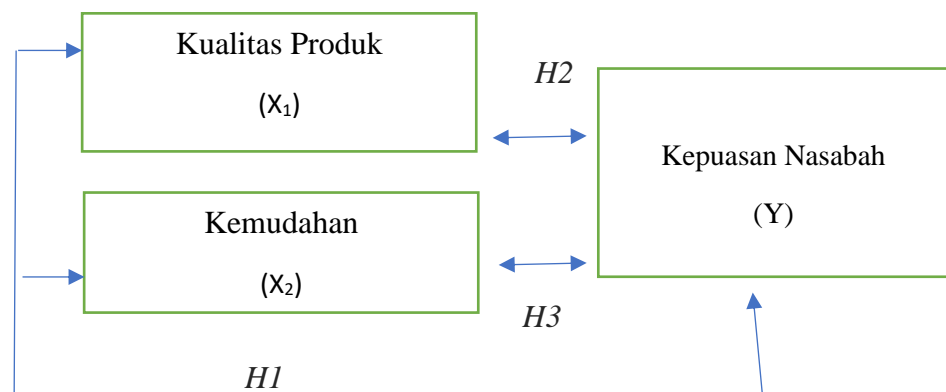 Kualitas Produk
(X₁)
H2
Kepuasan Nasabah
(Y)
Kemudahan
(X₂)
H3
H1